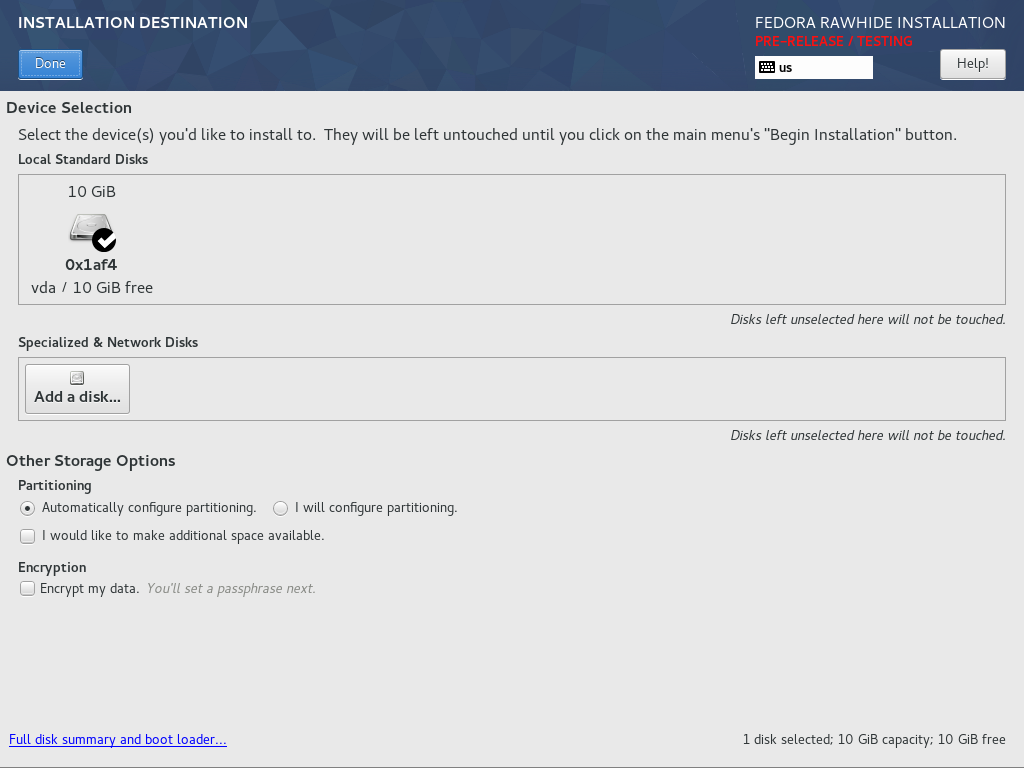 INSTALLATION DESTINATION
FEDORA RAWHIDE INSTALLATION
PRE-RELEASE / TESTING
Done
us
Help!
Device Selection
Select the device(s) you'd like to install to.  They will be left untouched until you click on the main menu's "Begin Installation" button.
Local Standard Disks
10 GiB
0x1af4
vda / 10 GiB free
Disks left unselected here will not be touched.
Specialized & Network Disks
Add a disk...
Disks left unselected here will not be touched.
Other Storage Options
Partitioning
Automatically configure partitioning. I will configure partitioning.
I would like to make additional space available.
Encryption
Encrypt my data. You'll set a passphrase next.
Full disk summary and boot loader...
1 disk selected; 10 GiB capacity; 10 GiB free